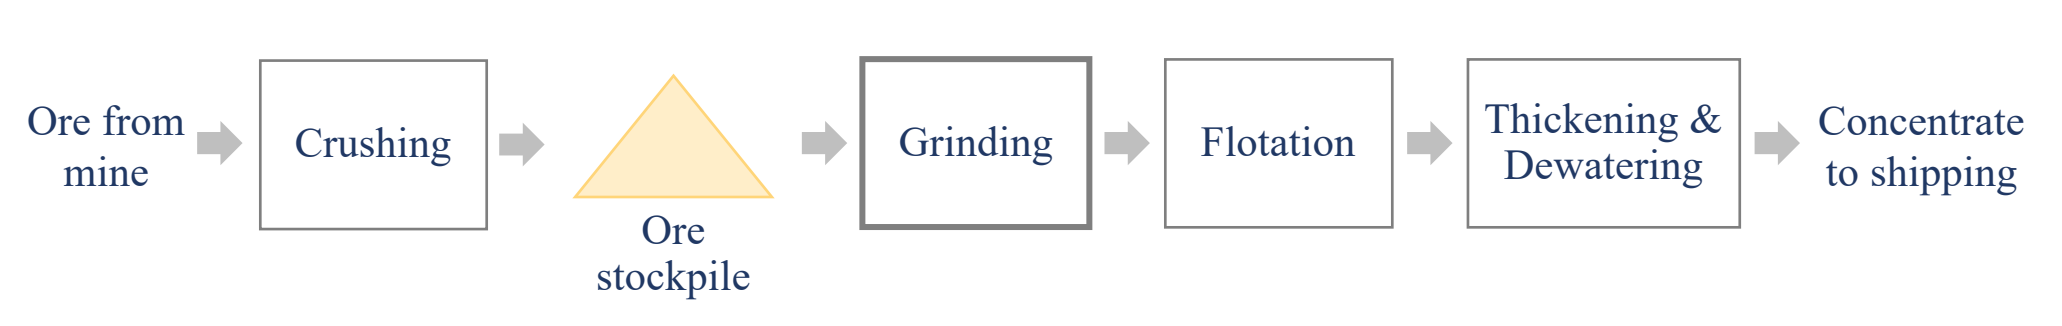 Ore from
mine
Crushing
Ore
stockpile
Grinding
Flotation
Thickening &
Dewatering
Concentrate
to shipping